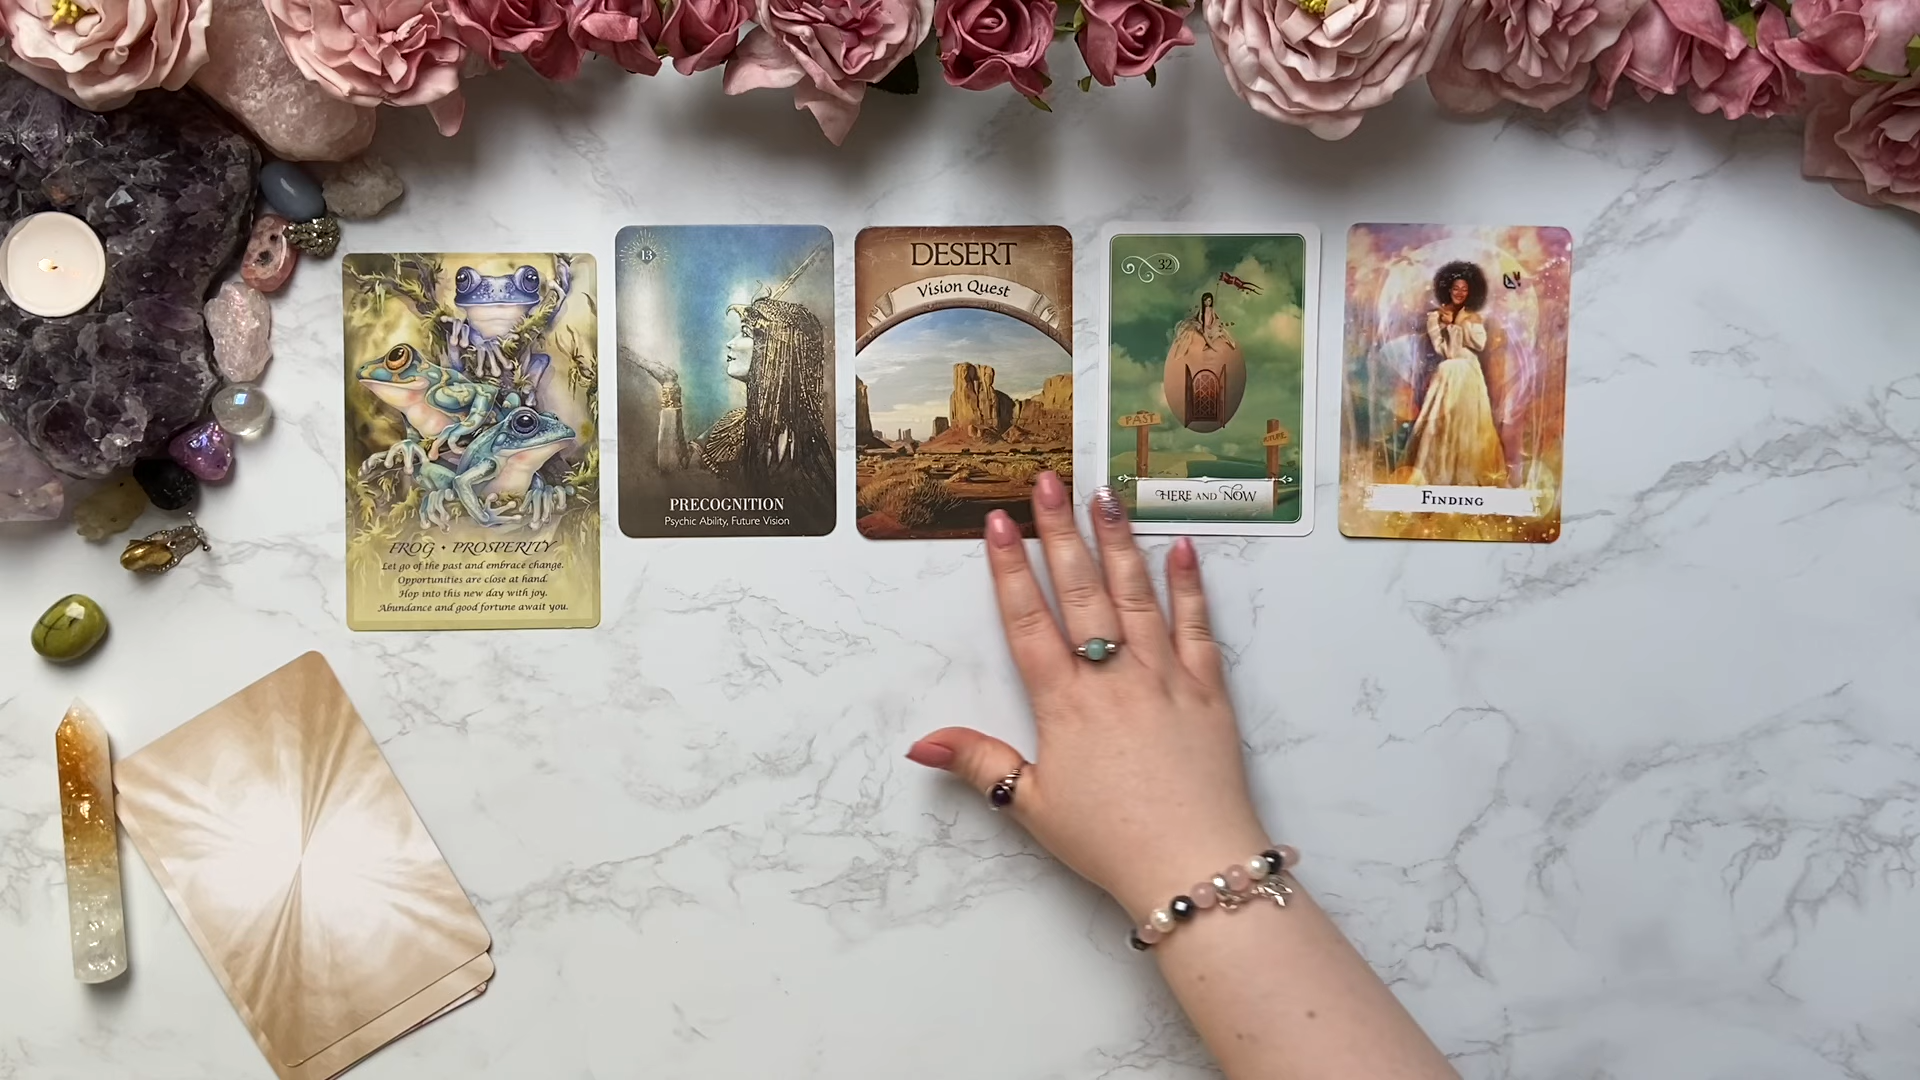 FROG • PROSPERITY
Let go of the past and embrace change.
Opportunities are close at hand.
Hop into this new day with joy.
Abundance and good fortune await you.
13
PRECOGNITION
Psychic Ability, Future Vision
DESERT
Vision Quest
32
PAST
FUTURE
HERE AND NOW
FINDING